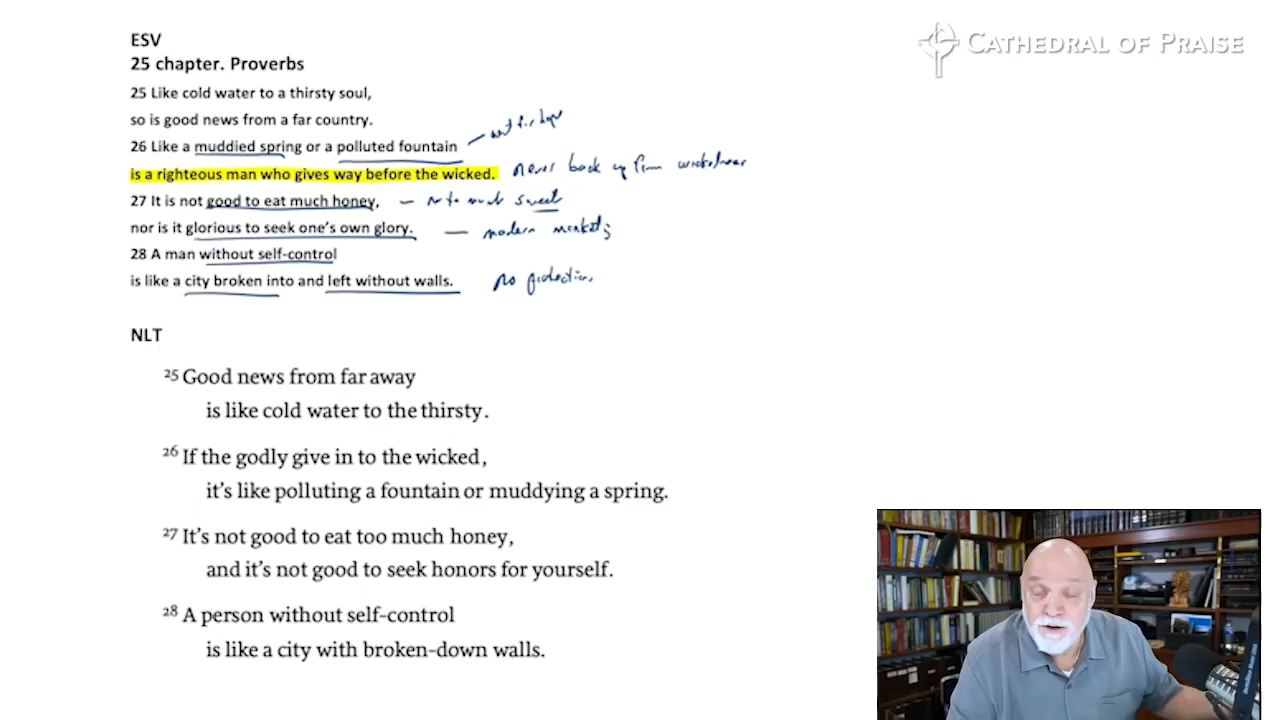 CATHEDRAL OF PRAISE
ESV
25 chapter. Proverbs
25 Like cold water to a thirsty soul,
so is good news from a far country.
26 Like a muddied spring or a polluted fountain
is a righteous man who gives way before the wicked. never back up from
27 It is not good to eat much honey, — much sweet
nor is it glorious to seek one's own glory. — modern
28 A man without self-control
is like a city broken into and left without walls. no protection
NLT
25 Good news from far away
is like cold water to the thirsty.
26 If the godly give in to the wicked,
it's like polluting a fountain or muddying a spring.
27 It's not good to eat too much honey,
and it's not good to seek honors for yourself.
28 A person without self-control
is like a city with broken-down walls.